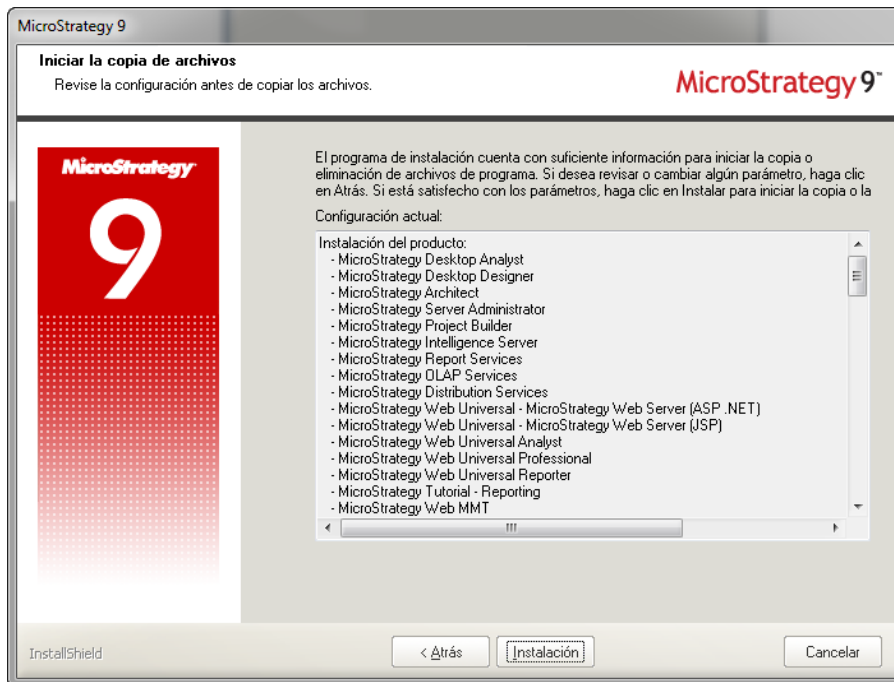 MicroStrategy 9
Iniciar la copia de archivos
Revise la configuración antes de copiar los archivos.
MicroStrategy 9™
MicroStrategy
9
El programa de instalación cuenta con suficiente información para iniciar la copia o
eliminación de archivos de programa. Si desea revisar o cambiar algún parámetro, haga clic
en Atrás. Si está satisfecho con los parámetros, haga clic en Instalar para iniciar la copia o la
Configuración actual:
Instalación del producto:
- MicroStrategy Desktop Analyst
- MicroStrategy Desktop Designer
- MicroStrategy Architect
- MicroStrategy Server Administrator
- MicroStrategy Project Builder
- MicroStrategy Intelligence Server
- MicroStrategy Report Services
- MicroStrategy OLAP Services
- MicroStrategy Distribution Services
- MicroStrategy Web Universal - MicroStrategy Web Server (ASP .NET)
- MicroStrategy Web Universal - MicroStrategy Web Server (JSP)
- MicroStrategy Web Universal Analyst
- MicroStrategy Web Universal Professional
- MicroStrategy Web Universal Reporter
- MicroStrategy Tutorial - Reporting
- MicroStrategy Web MMT
InstallShield
< Atrás
Instalación
Cancelar